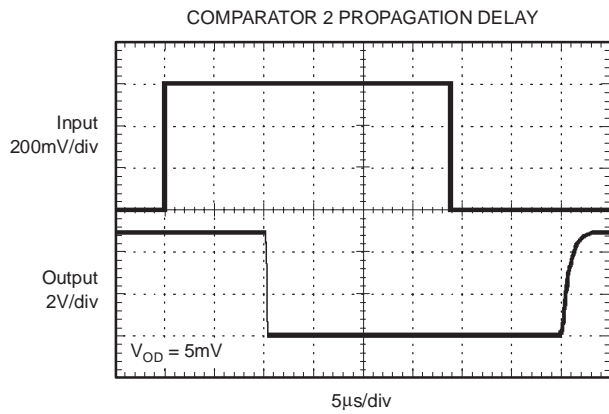 COMPARATOR 2 PROPAGATION DELAY
Input
200mV/div
Output
2V/div
V_OD = 5mV
5μs/div